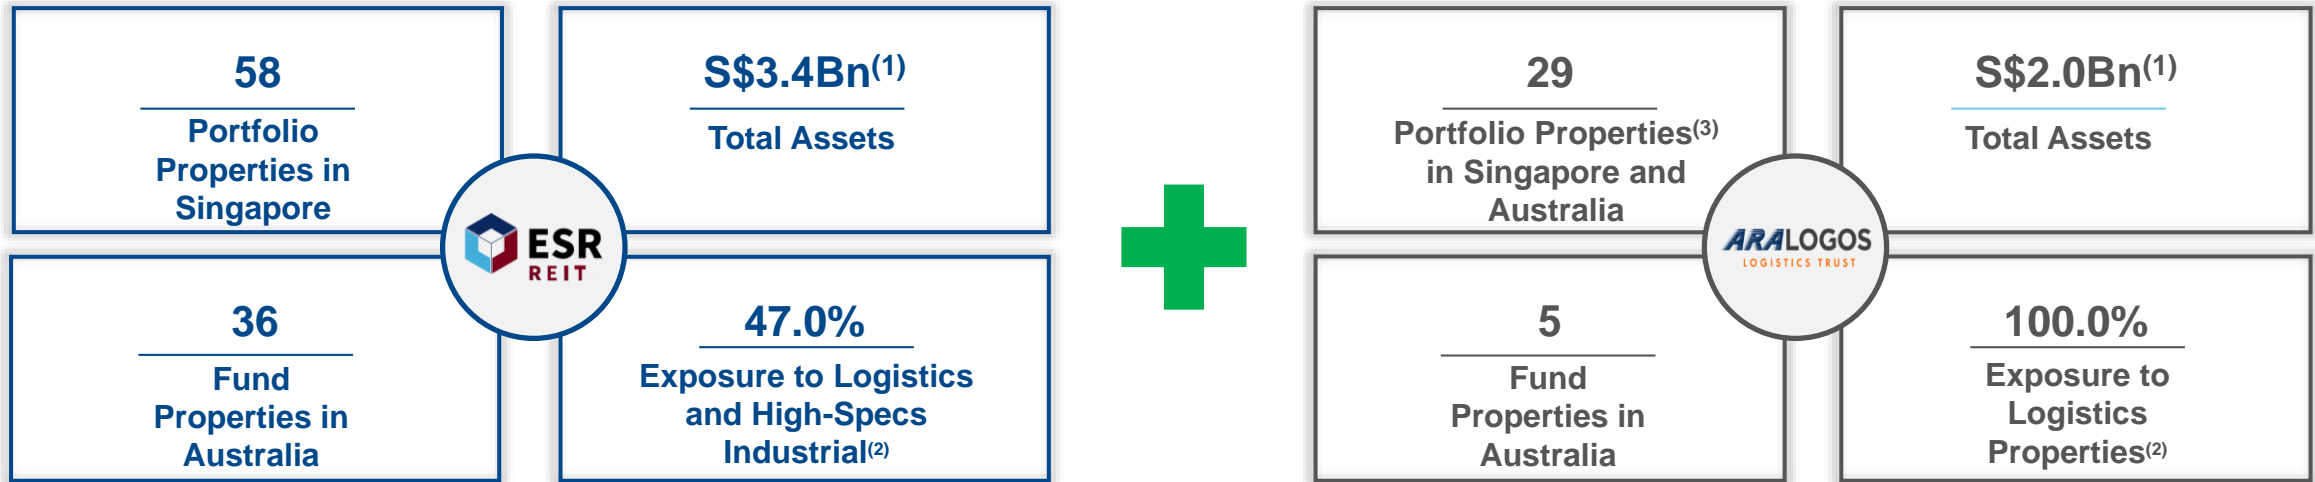 58
Portfolio
Properties in
Singapore
S$3.4Bn(1)
Total Assets
36
Fund
Properties in
Australia
47.0%
Exposure to Logistics
and High-Specs
Industrial(2)
ESR
REIT
29
Portfolio Properties(3)
in Singapore and
Australia
S$2.0Bn(1)
Total Assets
5
Fund
Properties in
Australia
100.0%
Exposure to
Logistics
Properties(2)
ARALOGOS
LOGISTICS TRUST